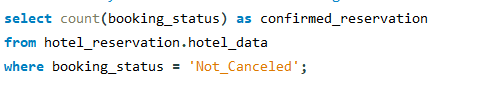 select count(booking_status) as confirmed_reservation
from hotel_reservation.hotel_data
where booking_status = 'Not_Canceled';